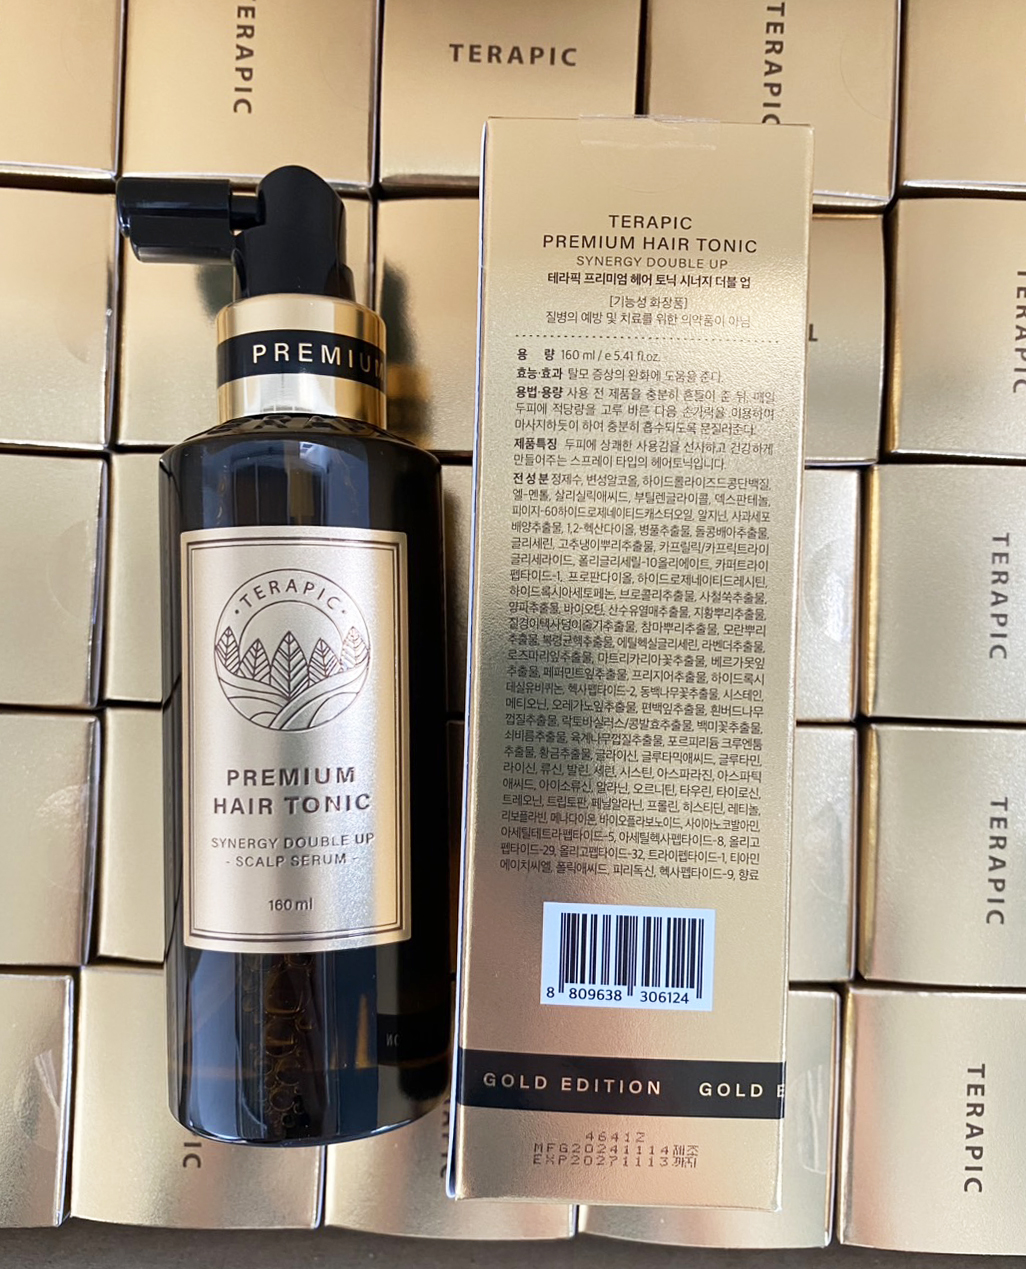 TERAPIC
TERAPIC
TERAPIC
PREMIUM
TERAPIC
PREMIUM
HAIR TONIC
SYNERGY DOUBLE UP
- SCALP SERUM -
160 ml
TERAPIC
PREMIUM HAIR TONIC
SYNERGY DOUBLE UP
테라픽 프리미엄 헤어 토닉 시너지 더블 업
[기능성 화장품]
질병의 예방 및 치료를 위한 의약품이 아님
용 량 160 ml / e 5.41 fl.oz.
효능·효과 탈모 증상의 완화에 도움을 준다.
용법·용량 사용 전 제품을 충분히 흔들어 준 뒤, 매일
두피에 적당량을 고루 바른 다음 손가락을 이용하여
마사지하듯이 하여 충분히 흡수되도록 문질러준다.
제품특징 두피에 상쾌한 사용감을 선사하고 건강하게
만들어주는 스프레이 타입의 헤어토닉입니다.
전성분 정제수, 변성알코올, 하이드롤라이즈드콩단백질,
엘-멘톨, 살리실릭애씨드, 부틸렌글라이콜, 덱스판테놀,
피이지-60하이드로제네이티드캐스터오일, 알지닌, 사과세포
배양추출물, 1,2-헥산다이올, 병풀추출물, 돌콩배아추출물,
글리세린, 고추냉이뿌리추출물, 카프릴릭/카프릭트라이
글리세라이드, 폴리글리세릴-10올리에이트, 카퍼트라이
펩타이드-1, 프로판다이올, 하이드로제네이티드레시틴,
하이드록시아세토페논, 브로콜리추출물, 사철쑥추출물,
양파추출물, 바이오틴, 산수유열매추출물, 지황뿌리추출물,
질경이택사덩이줄기추출물, 참마뿌리추출물, 모란뿌리
추출물, 복령균핵추출물, 에틸헥실글리세린, 라벤더추출물,
로즈마리잎추출물, 마트리카리아꽃추출물, 베르가못잎
추출물, 페퍼민트잎추출물, 프리지어추출물, 하이드록시
데실유비퀴논, 헥사펩타이드-2, 동백나무꽃추출물, 시스테인,
메티오닌, 오레가노잎추출물, 편백잎추출물, 흰버드나무
껍질추출물, 락토바실러스/콩발효추출물, 백미꽃추출물,
쇠비름추출물, 육계나무껍질추출물, 포르피리듐 크루엔툼
추출물, 황금추출물, 글라이신, 글루타믹애씨드, 글루타민,
라이신, 류신, 발린, 세린, 시스틴, 아스파라진, 아스파틱
애씨드, 아이소류신, 알라닌, 오르니틴, 타우린, 타이로신,
트레오닌, 트립토판, 페닐알라닌, 프롤린, 히스티딘, 레티놀,
리보플라빈, 메나다이온, 바이오플라보노이드, 사이아노코발아민,
아세틸테트라펩타이드-5, 아세틸헥사펩타이드-8, 올리고
펩타이드-29, 올리고펩타이드-32, 트라이펩타이드-1, 티아민
에이치씨엘, 폴릭애씨드, 피리독신, 헥사펩타이드-9, 향료
8 809638 306124
GOLD EDITION GOLD E
46412
MFG20241114제조
EXP20271113까지
TERAPIC
TERAPIC
TERAPIC
TERAPIC